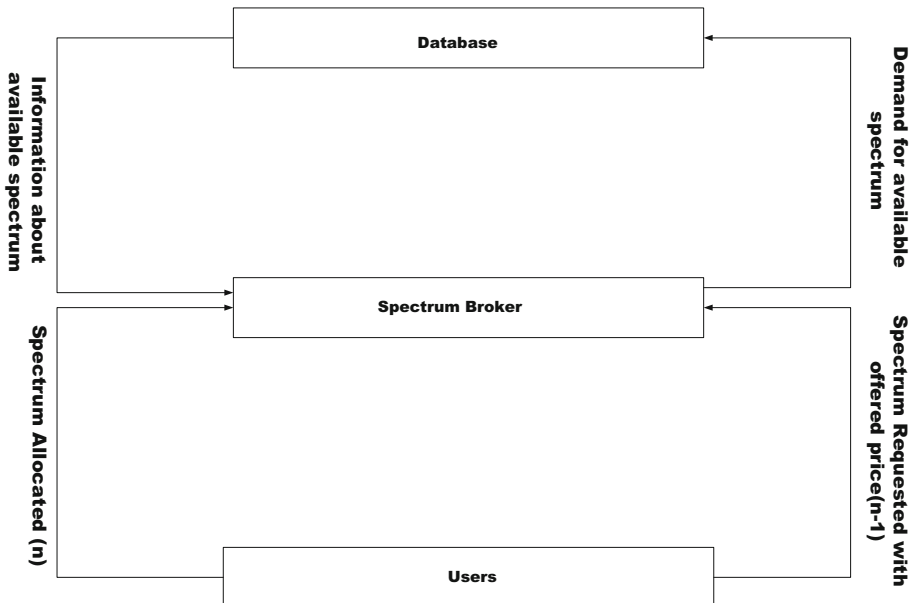 Database
Information about
available spectrum
Demand for available
spectrum
Spectrum Broker
Spectrum Allocated (n)
Spectrum Requested with
offered price(n-1)
Users